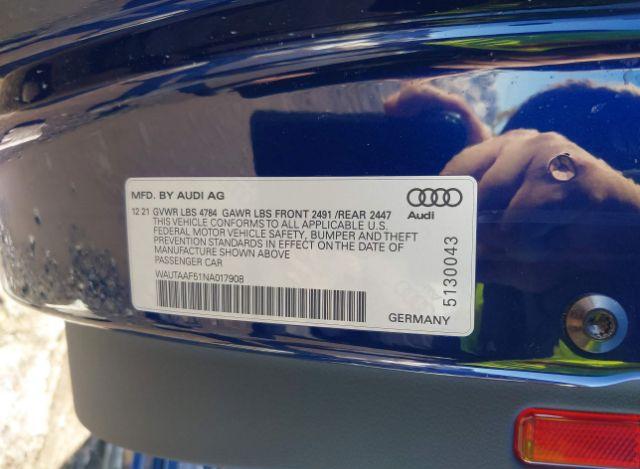 MFD. BY AUDI AG
12 21 GVWR LBS 4784 GAWR LBS FRONT 2491 /REAR 2447
THIS VEHICLE CONFORMS TO ALL APPLICABLE U.S.
FEDERAL MOTOR VEHICLE SAFETY, BUMPER AND THEFT
PREVENTION STANDARDS IN EFFECT ON THE DATE OF
MANUFACTURE SHOWN ABOVE
PASSENGER CAR
WAUTAAF51NA017908
Audi
5130043
GERMANY